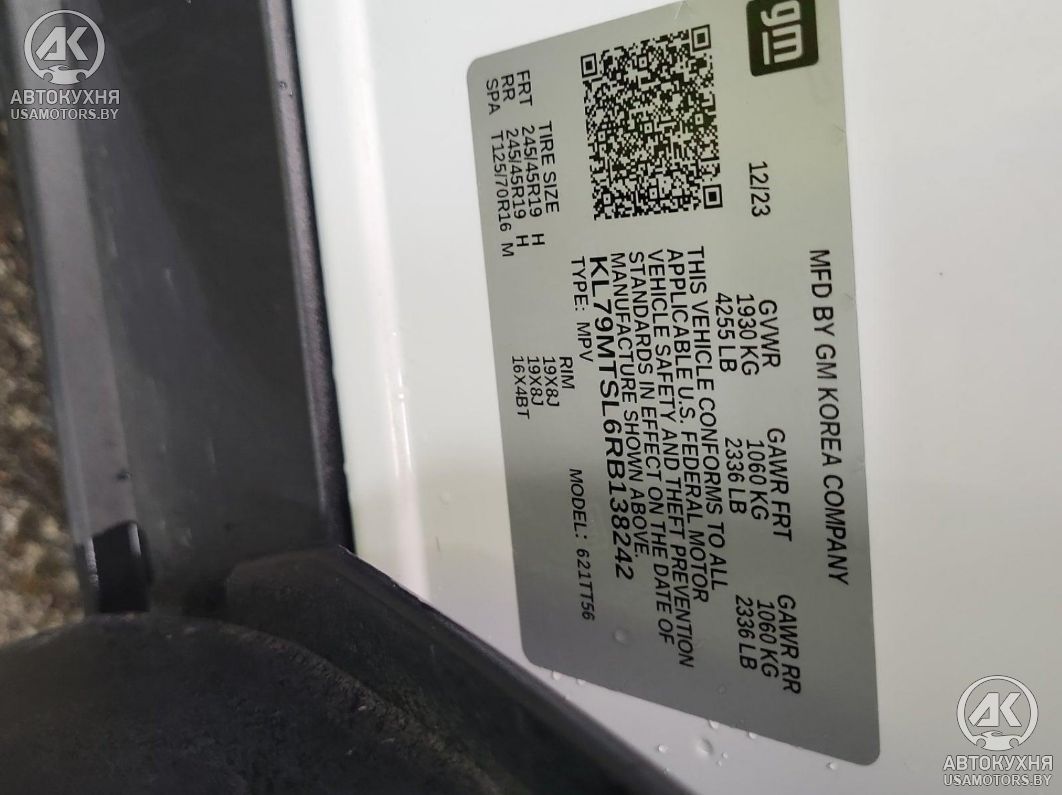 AK
АВТОКУХНЯ
USAMOTORS.BY
gm
MFD BY GM KOREA COMPANY
12/23
GVWR GAWR FRT GAWR RR
1930 KG 1060 KG 1060 KG
4255 LB 2336 LB 2336 LB
THIS VEHICLE CONFORMS TO ALL
APPLICABLE U.S. FEDERAL MOTOR
VEHICLE SAFETY AND THEFT PREVENTION
STANDARDS IN EFFECT ON THE DATE OF
MANUFACTURE SHOWN ABOVE.
KL79MTSL6RB138242
TYPE: MPV MODEL: 621TT56
TIRE SIZE RIM
FRT 245/45R19 H 19X8J
RR 245/45R19 H 19X8J
SPA T125/70R16 M 16X4BT
AK
АВТОКУХНЯ
USAMOTORS.BY